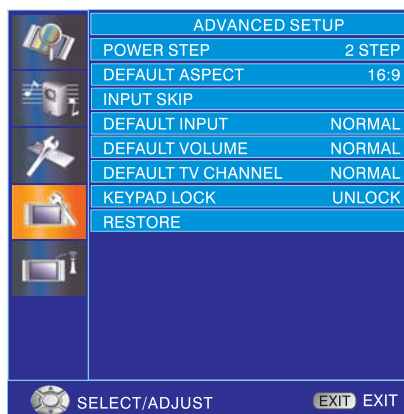 ADVANCED SETUP
POWER STEP 2 STEP
DEFAULT ASPECT 16:9
INPUT SKIP
DEFAULT INPUT NORMAL
DEFAULT VOLUME NORMAL
DEFAULT TV CHANNEL NORMAL
KEYPAD LOCK UNLOCK
RESTORE
SELECT/ADJUST EXIT EXIT